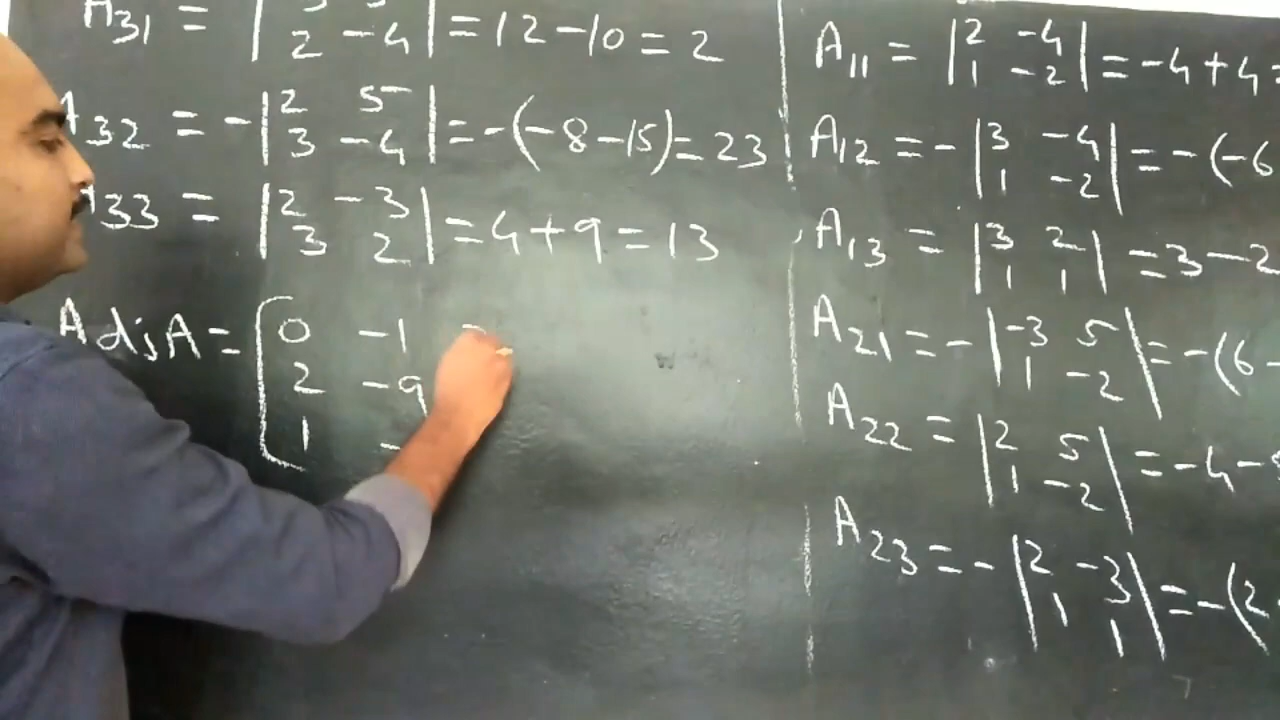 A31 = | 2 -4 | = 12-10 = 2
A32 = - | 2 5 | = -(-8-15) = 23
3 -4
A33 = | 2 -3 | = 4+9 = 13
3 2
AdjA = [ 0 -1
2 -9
1 -
A11 = | 2 -4 | = -4+4 =
1 -2
A12 = - | 3 -4 | = -(-6
1 -2
A13 = | 3 2 | = 3-2
1 1
A21 = - | -3 5 | = -(6-
1 -2
A22 = | 2 5 | = -4-5
1 -2
A23 = - | 2 -3 | = -(2
1 1